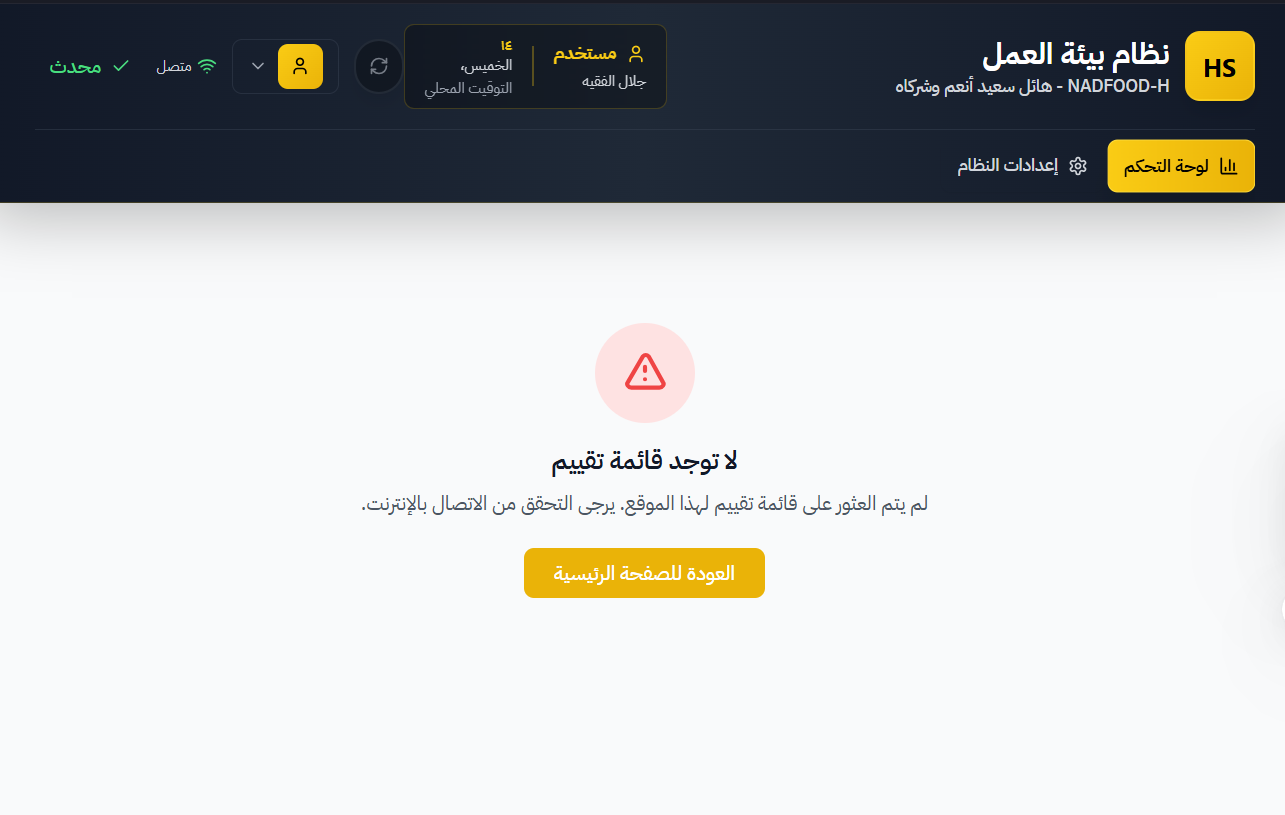 HS
نظام بيئة العمل
NADFOOD-H - هائل سعيد أنعم وشركاه
مستخدم
جلال الفقيه
١٤
الخميس،
التوقيت المحلي
متصل
محدث
لوحة التحكم
إعدادات النظام
لا توجد قائمة تقييم
لم يتم العثور على قائمة تقييم لهذا الموقع. يرجى التحقق من الاتصال بالإنترنت.
العودة للصفحة الرئيسية